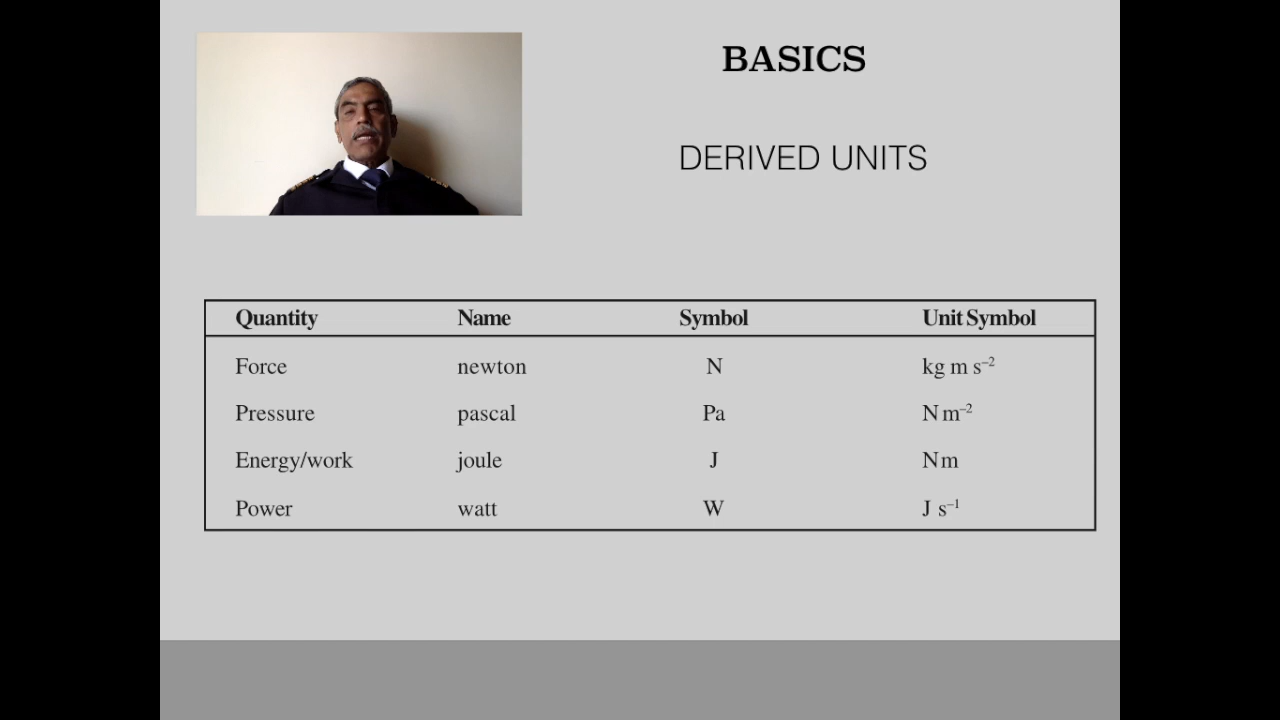 BASICS
DERIVED UNITS
Quantity Name Symbol Unit Symbol
Force newton N kg m s⁻²
Pressure pascal Pa N m⁻²
Energy/work joule J N m
Power watt W J s⁻¹